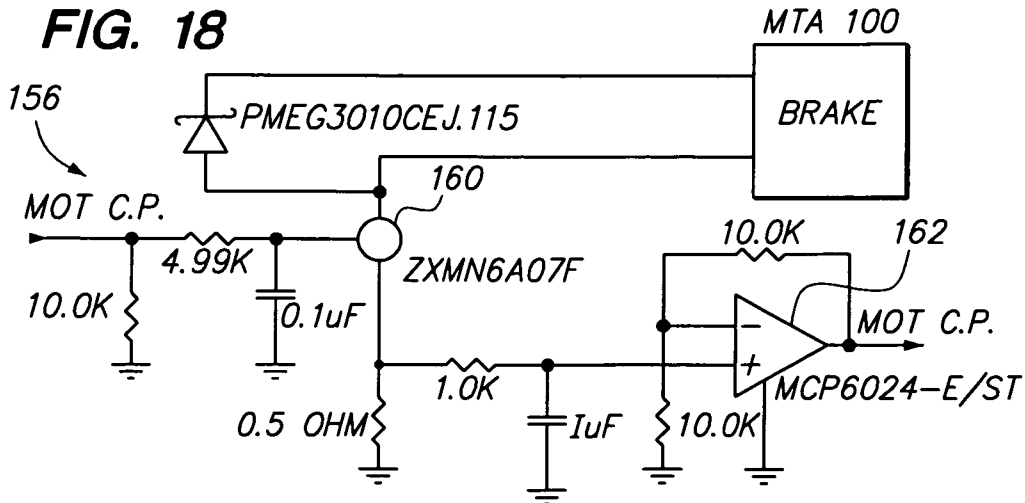 FIG. 18
MTA 100
156
PMEG3010CEJ.115
BRAKE
MOT C.P.
160
4.99K
ZXMN6A07F
10.0K
162
10.0K
0.1uF
MOT C.P.
−
+
1.0K
MCP6024-E/ST
0.5 OHM
IuF
10.0K